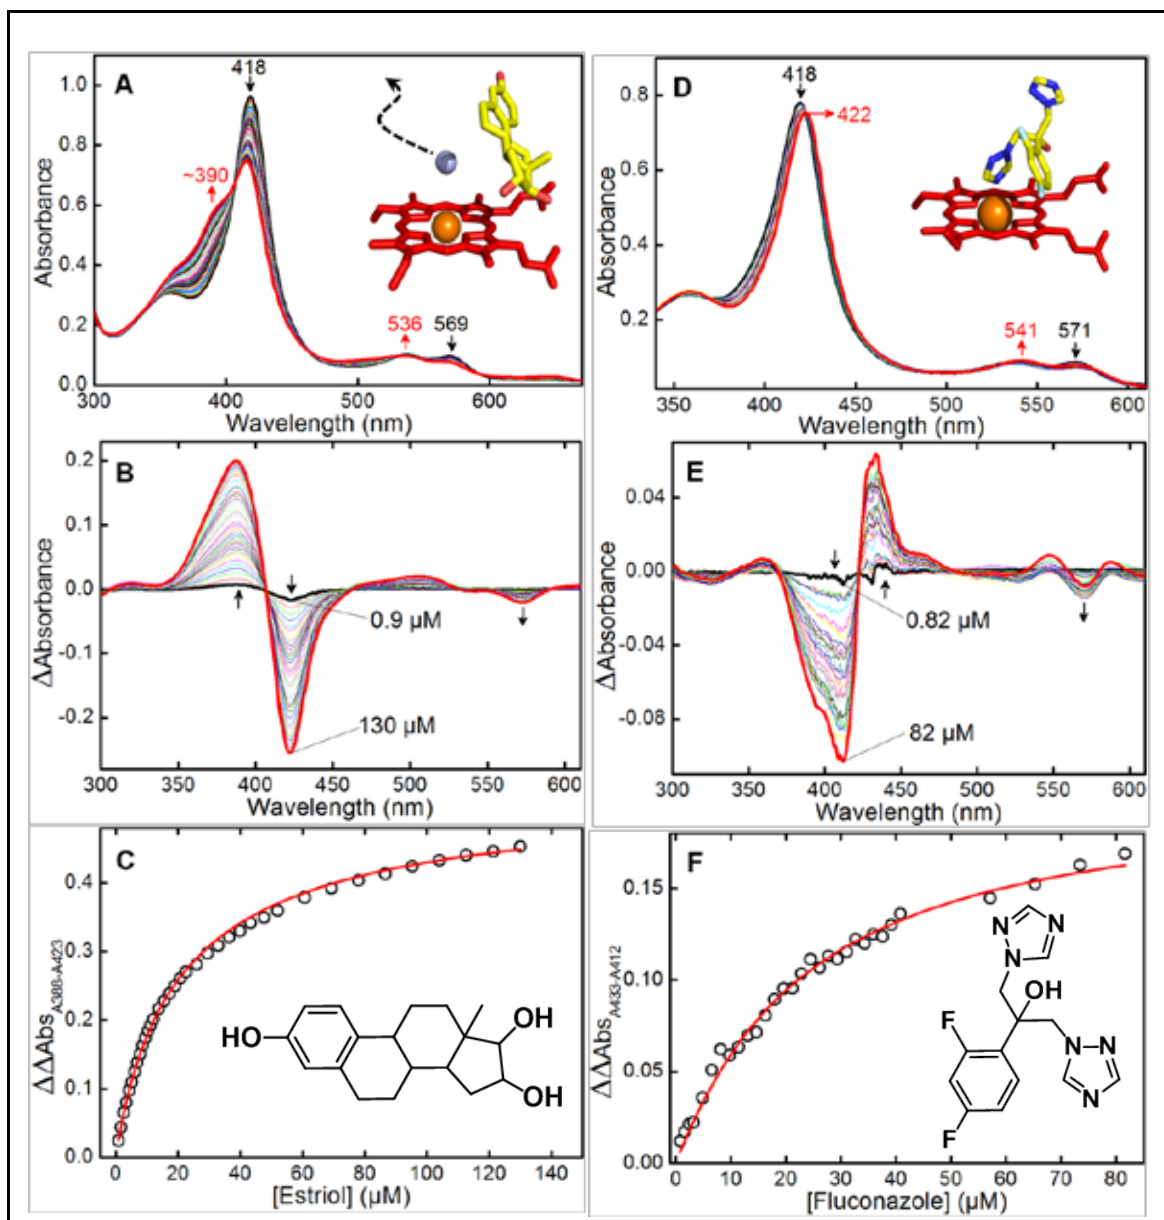 A
418
~390
536
569
Absorbance
1.0
0.8
0.6
0.4
0.2
0.0
300
400
500
600
Wavelength (nm)
D
418
422
541
571
Absorbance
0.8
0.6
0.4
0.2
400
500
600
Wavelength (nm)
B
0.9 µM
130 µM
ΔAbsorbance
0.2
0.1
0.0
-0.1
-0.2
300
350
400
450
500
550
600
Wavelength (nm)
E
0.82 µM
82 µM
ΔAbsorbance
0.04
0.00
-0.04
-0.08
300
350
400
450
500
550
600
Wavelength (nm)
C
ΔΔAbs A388-A423
0.4
0.3
0.2
0.1
0.0
HO
OH
OH
0
20
40
60
80
100
120
140
[Estriol] (µM)
F
ΔΔAbs A433-A412
0.15
0.10
0.05
0.00
N
N
N
OH
F
N
N
N
F
0
10
20
30
40
50
60
70
80
[Fluconazole] (µM)